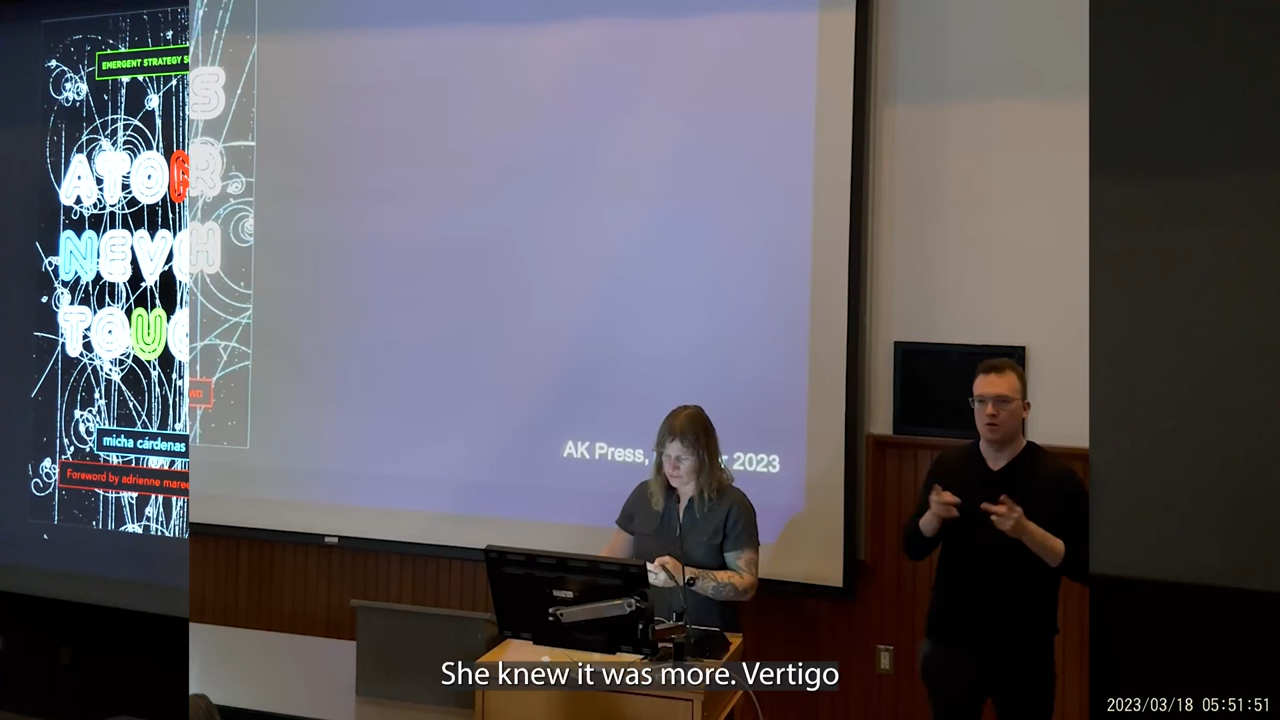 EMERGENT STRATEGY S
S
ATO
R
NEV
H
TOU
micha cárdenas
Foreword by adrienne maree
AK Press, 2023
She knew it was more. Vertigo
2023/03/18 05:51:51